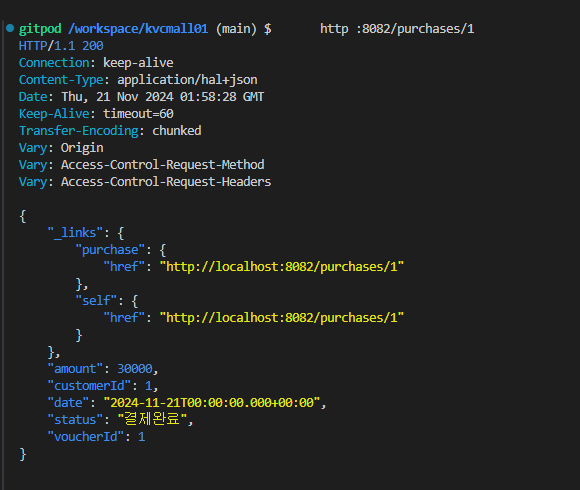 gitpod /workspace/kvcmall01 (main) $ http :8082/purchases/1
HTTP/1.1 200
Connection: keep-alive
Content-Type: application/hal+json
Date: Thu, 21 Nov 2024 01:58:28 GMT
Keep-Alive: timeout=60
Transfer-Encoding: chunked
Vary: Origin
Vary: Access-Control-Request-Method
Vary: Access-Control-Request-Headers

{
    "_links": {
        "purchase": {
            "href": "http://localhost:8082/purchases/1"
        },
        "self": {
            "href": "http://localhost:8082/purchases/1"
        }
    },
    "amount": 30000,
    "customerId": 1,
    "date": "2024-11-21T00:00:00.000+00:00",
    "status": "결제완료",
    "voucherId": 1
}